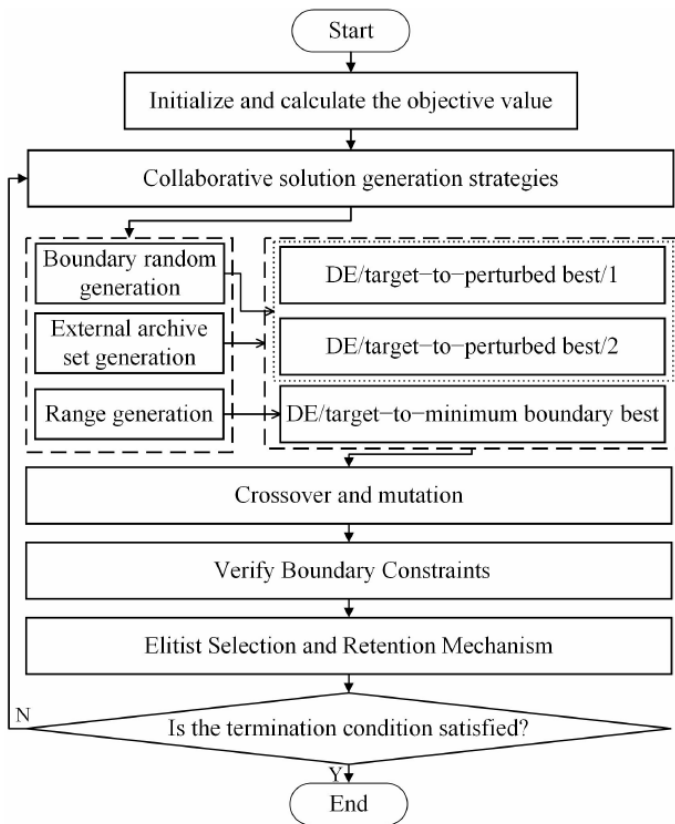 Start
Initialize and calculate the objective value
Collaborative solution generation strategies
Boundary random
generation
External archive
set generation
Range generation
DE/target−to−perturbed best/1
DE/target−to−perturbed best/2
DE/target−to−minimum boundary best
Crossover and mutation
Verify Boundary Constraints
Elitist Selection and Retention Mechanism
N
Is the termination condition satisfied?
Y
End